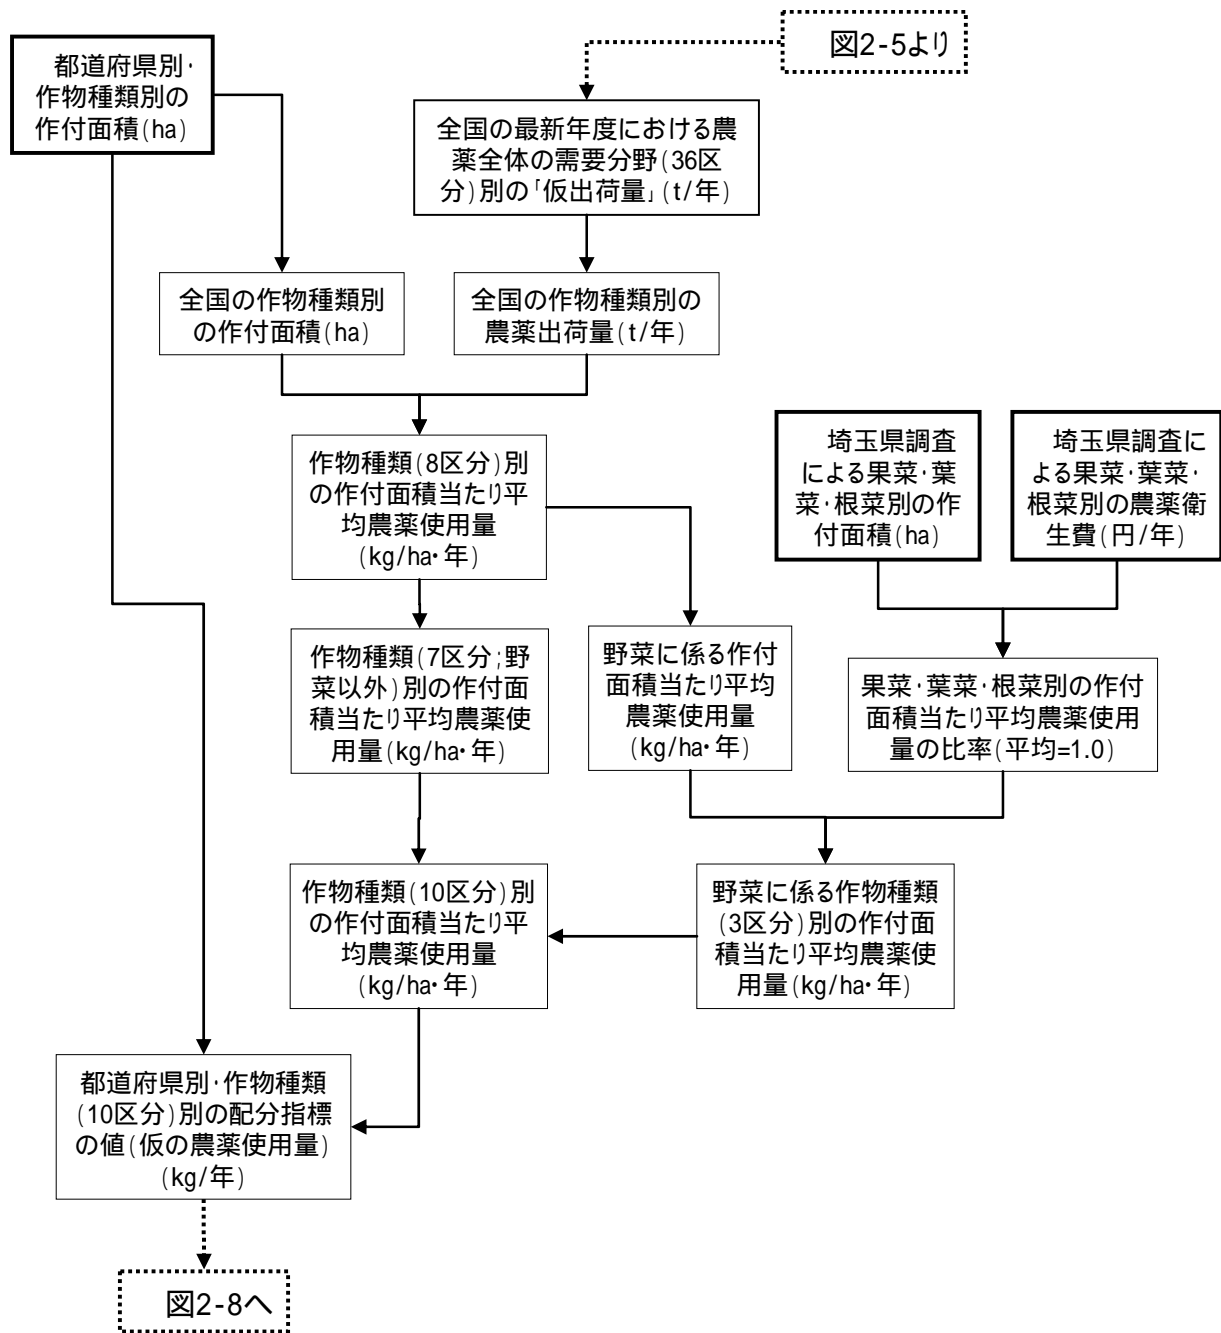 図2-5より
都道府県別・
作物種類別の
作付面積(ha)
全国の最新年度における農
薬全体の需要分野(36区
分)別の「仮出荷量」(t/年)
全国の作物種類別
の作付面積(ha)
全国の作物種類別の
農薬出荷量(t/年)
作物種類(8区分)別
の作付面積当たり平
均農薬使用量
(kg/ha・年)
埼玉県調査
による果菜・葉
菜・根菜別の作
付面積(ha)
埼玉県調査に
よる果菜・葉菜・
根菜別の農薬衛
生費(円/年)
作物種類(7区分;野
菜以外)別の作付面
積当たり平均農薬使
用量(kg/ha・年)
野菜に係る作付
面積当たり平均
農薬使用量
(kg/ha・年)
果菜・葉菜・根菜別の作付
面積当たり平均農薬使用
量の比率(平均=1.0)
作物種類(10区分)別
の作付面積当たり平
均農薬使用量
(kg/ha・年)
野菜に係る作物種類
(3区分)別の作付面
積当たり平均農薬使
用量(kg/ha・年)
都道府県別・作物種類
(10区分)別の配分指標
の値(仮の農薬使用量)
(kg/年)
図2-8へ